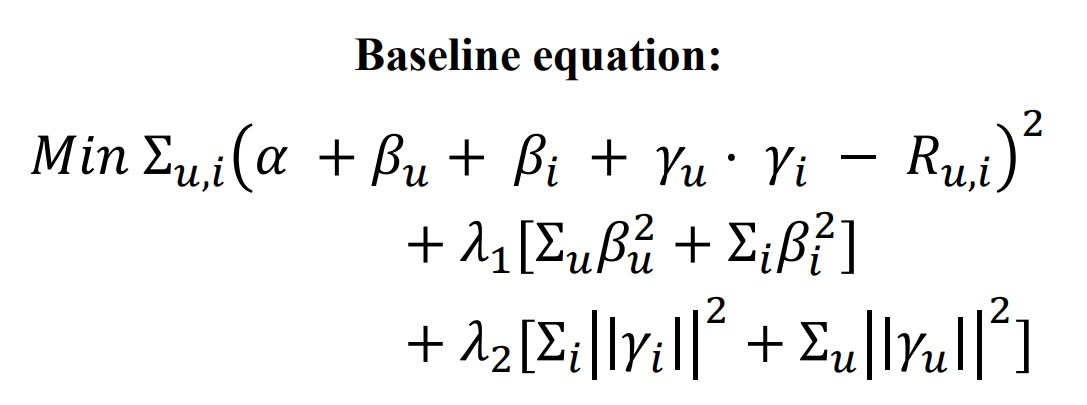 Baseline equation:
Min Σ_{u,i}(α + β_u + β_i + γ_u · γ_i − R_{u,i})^2
+ λ_1[Σ_u β_u^2 + Σ_i β_i^2]
+ λ_2[Σ_i||γ_i||^2 + Σ_u||γ_u||^2]